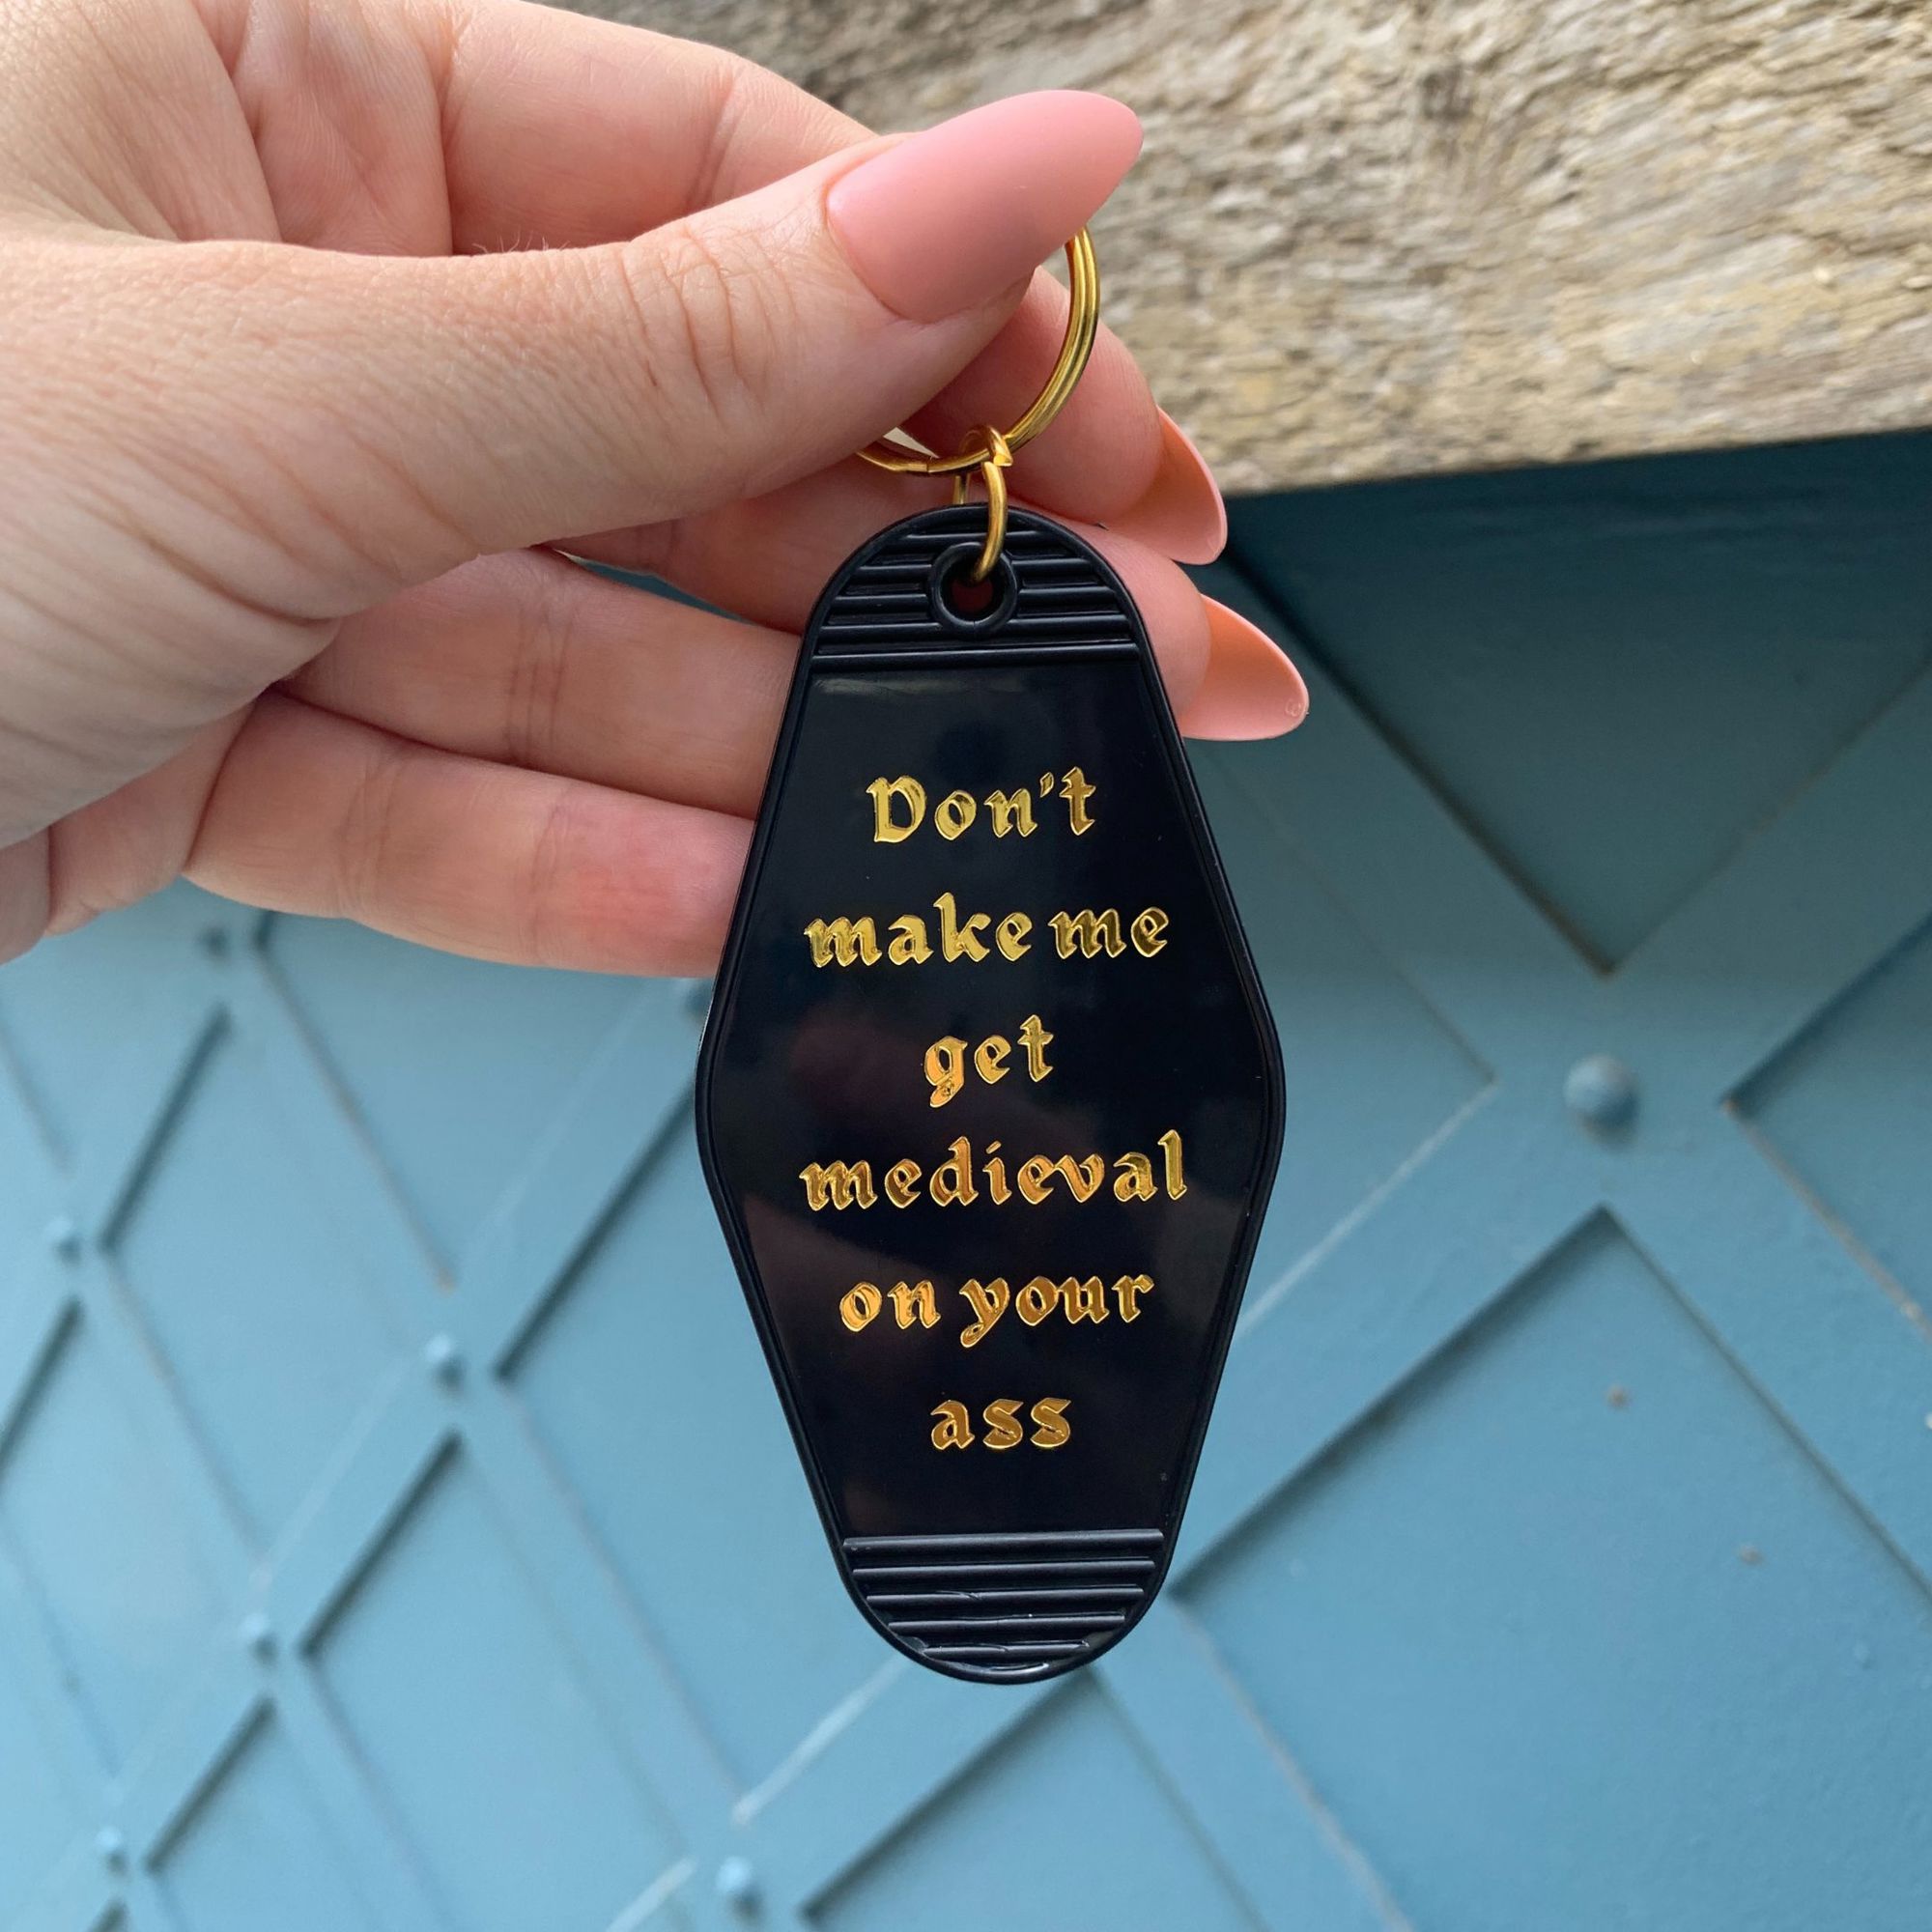 Don't
make me
get
medieval
on your
ass